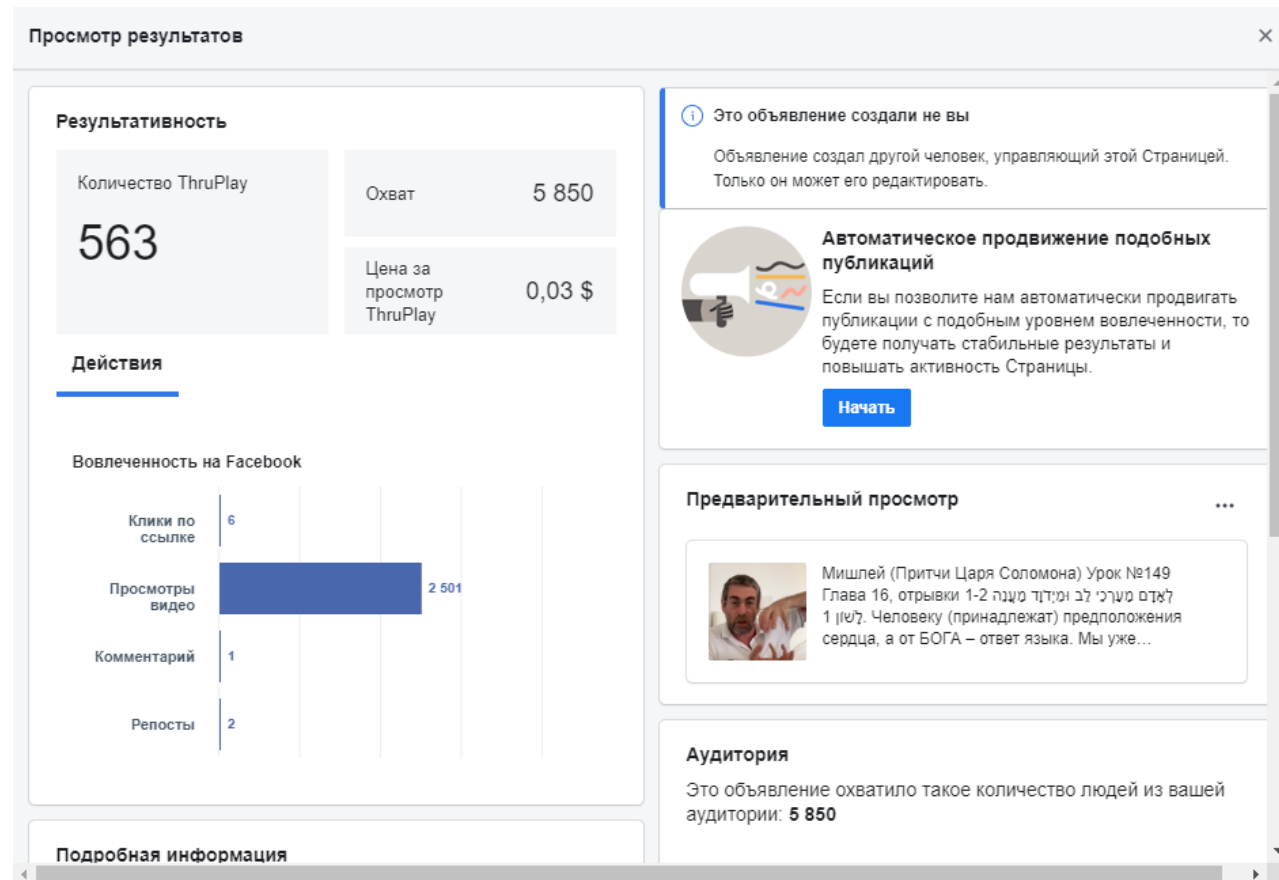 Просмотр результатов
Результативность
Количество ThruPlay
563
Охват
5 850
Цена за
просмотр
ThruPlay
0,03 $
Действия
Вовлеченность на Facebook
Клики по
ссылке
6
Просмотры
видео
2 501
Комментарий
1
Репосты
2
Подробная информация
Это объявление создали не вы
Объявление создал другой человек, управляющий этой Страницей.
Только он может его редактировать.
Автоматическое продвижение подобных
публикаций
Если вы позволите нам автоматически продвигать
публикации с подобным уровнем вовлеченности, то
будете получать стабильные результаты и
повышать активность Страницы.
Начать
Предварительный просмотр
Мишлей (Притчи Царя Соломона) Урок №149
Глава 16, отрывки 1-2 לְאָדָם מַעַרְכֵי לֵב וּמֵיְדֹוָד מַעֲנֵה
1 לָשׁוֹן. Человеку (принадлежат) предположения
сердца, а от БОГА – ответ языка. Мы уже…
Аудитория
Это объявление охватило такое количество людей из вашей
аудитории: 5 850